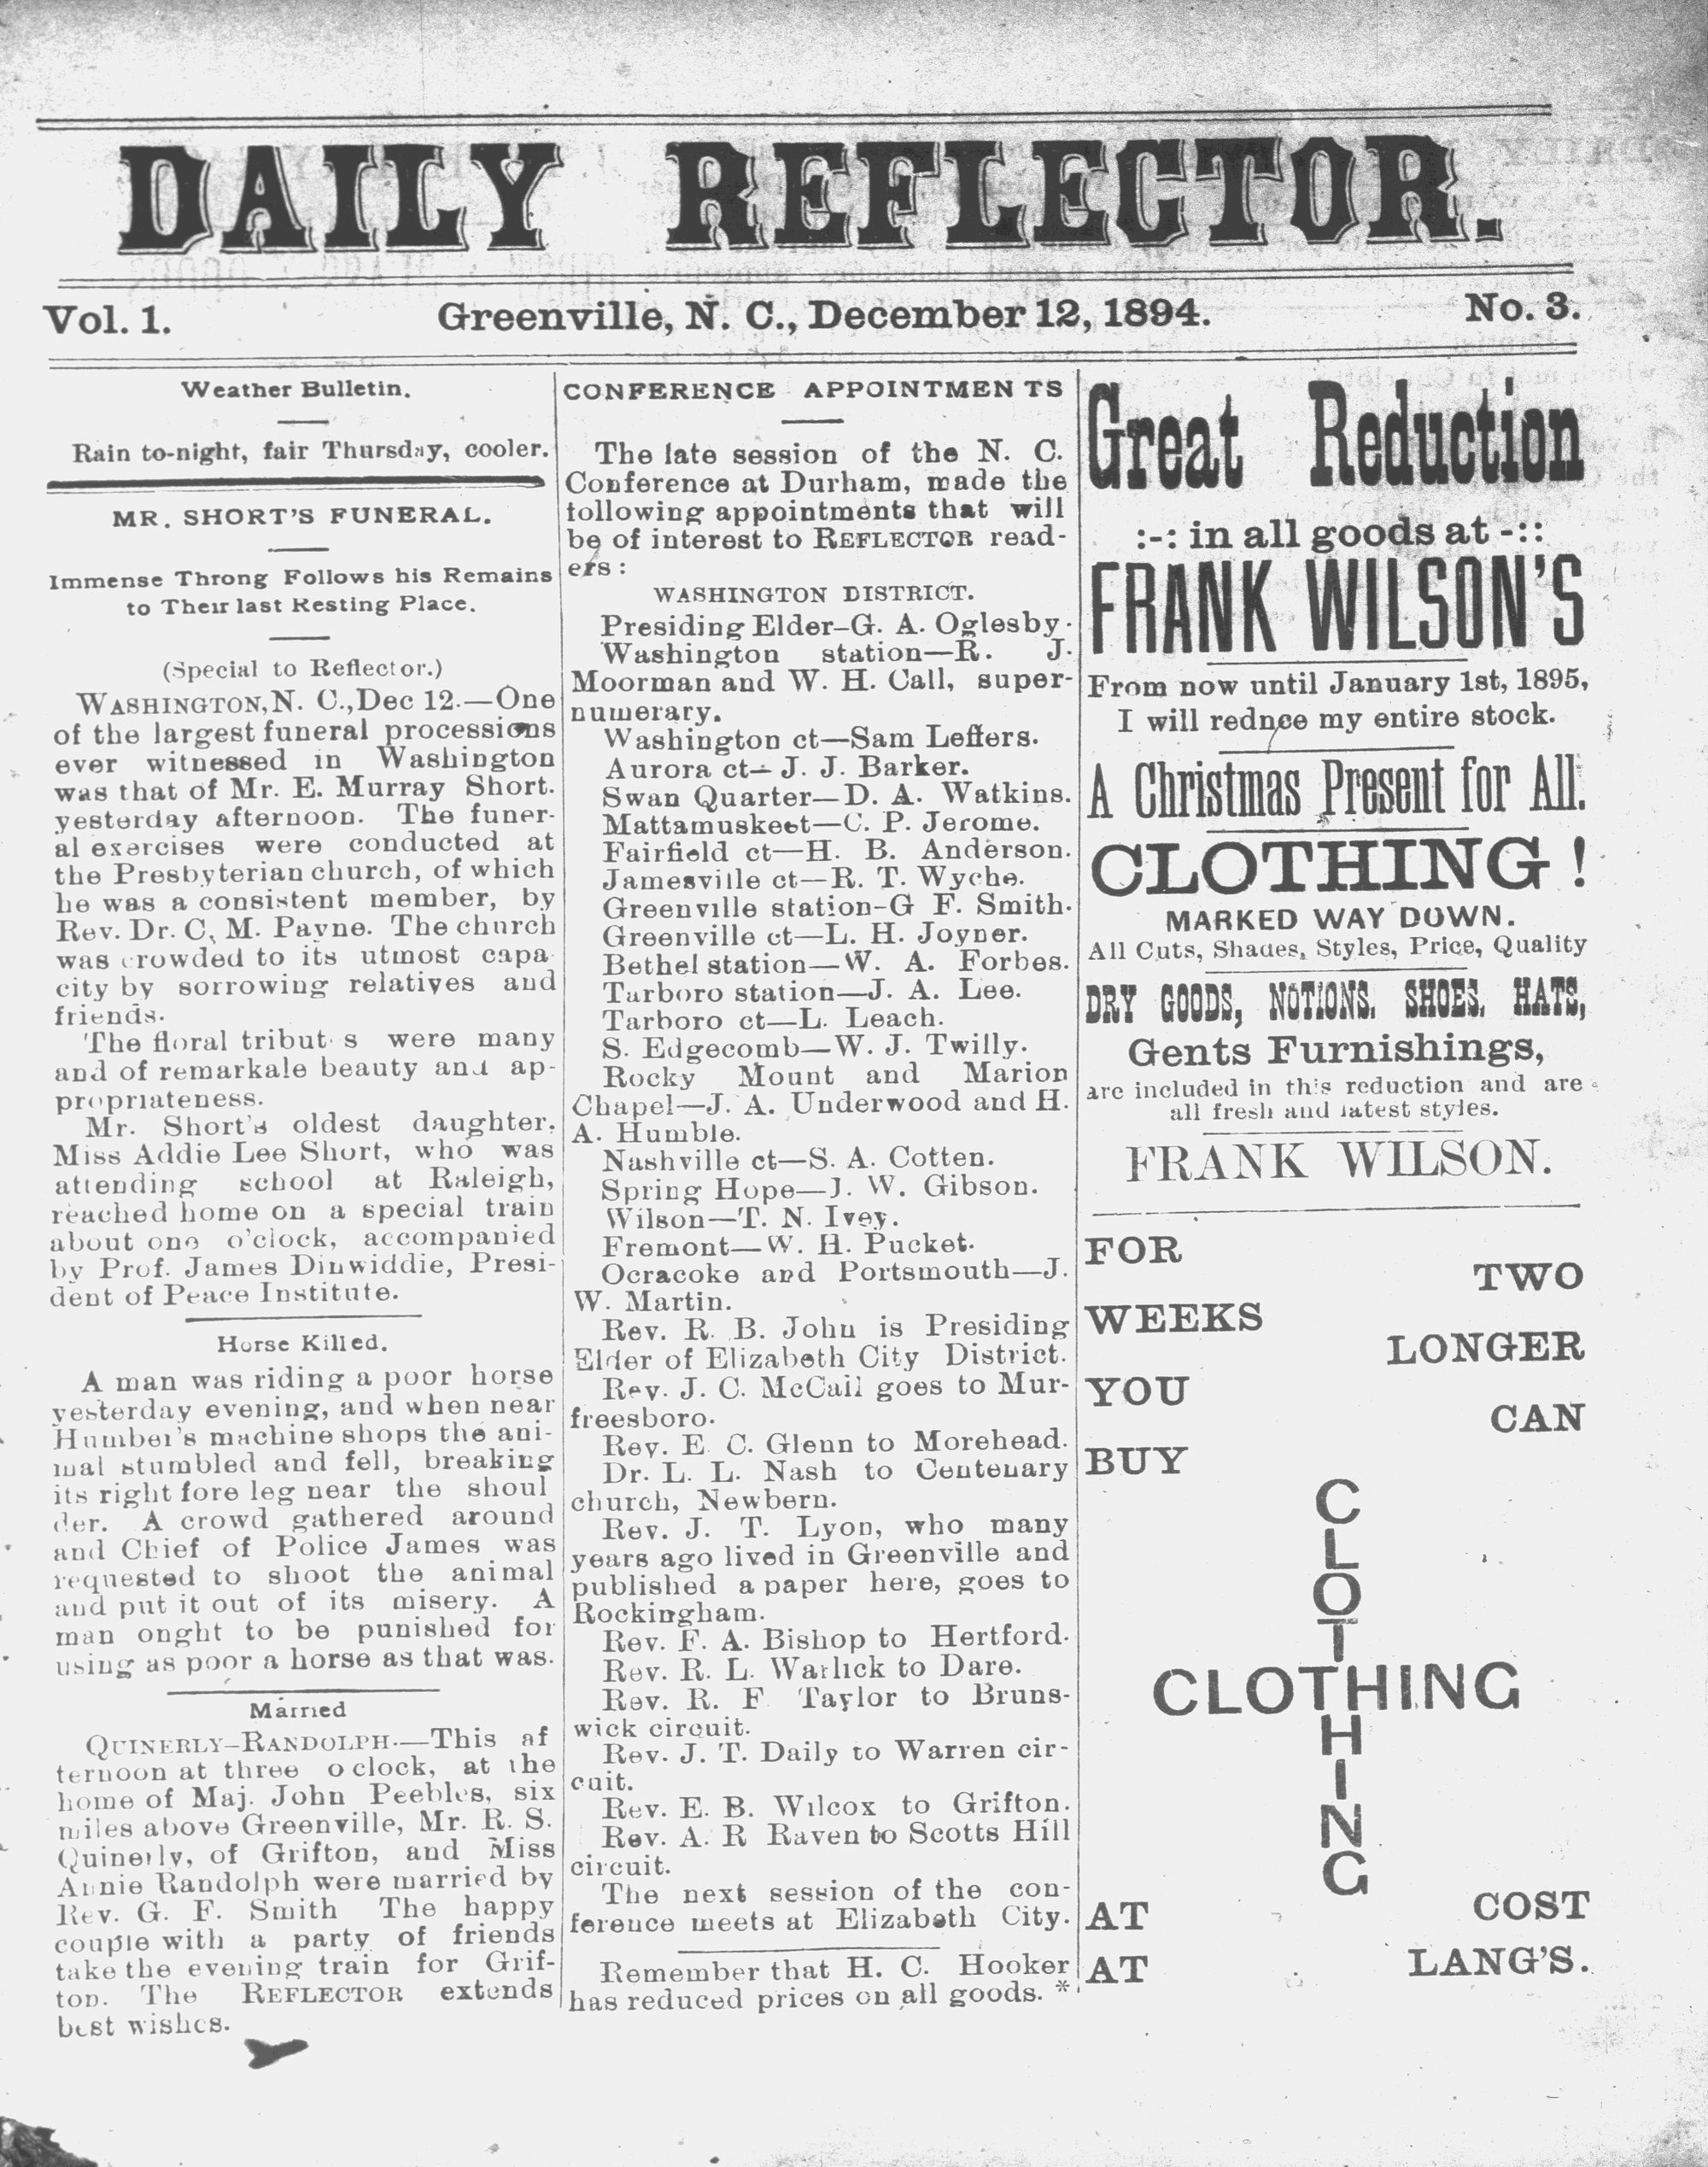 DAILY REFLECTOR.
Vol. 1. Greenville, N. C., December 12, 1894. No. 3.
Weather Bulletin.
Rain to-night, fair Thursday, cooler.
MR. SHORT'S FUNERAL.
Immense Throng Follows his Remains
to Their last Resting Place.
(Special to Reflector.)
WASHINGTON, N. C., Dec 12.—One
of the largest funeral processions
ever witnessed in Washington
was that of Mr. E. Murray Short.
yesterday afternoon. The funer-
al exercises were conducted at
the Presbyterian church, of which
he was a consistent member, by
Rev. Dr. C, M. Payne. The church
was crowded to its utmost capa
city by sorrowing relatives and
friends.
The floral tribut s were many
and of remarkale beauty and ap-
propriateness.
Mr. Short's oldest daughter.
Miss Addie Lee Short, who was
attending school at Raleigh,
reached home on a special train
about one o'clock, accompanied
by Prof. James Dinwiddie, Presi-
dent of Peace Institute.
Horse Killed.
A man was riding a poor horse
yesterday evening, and when near
Humber's machine shops the ani-
mal stumbled and fell, breaking
its right fore leg near the shoul
der. A crowd gathered around
and Chief of Police James was
requested to shoot the animal
and put it out of its misery. A
man onght to be punished for
using as poor a horse as that was.
Married
QUINERLY–RANDOLPH.—This af
ternoon at three o clock, at the
home of Maj. John Peebles, six
miles above Greenville, Mr. R. S.
Quinerly, of Grifton, and Miss
Annie Randolph were married by
Rev. G. F. Smith The happy
couple with a party of friends
take the evening train for Grif-
ton. The REFLECTOR extends
best wishes.
CONFERENCE APPOINTMEN TS
The late session of the N. C.
Conference at Durham, made the
following appointments that will
be of interest to REFLECTOR read-
ers:
WASHINGTON DISTRICT.
Presiding Elder–G. A. Oglesby.
Washington station—R. J.
Moorman and W. H. Call, super-
numerary.
Washington ct—Sam Leffers.
Aurora ct— J. J. Barker.
Swan Quarter—D. A. Watkins.
Mattamuskeet—C. P. Jerome.
Fairfield ct—H. B. Anderson.
Jamesville ct—R. T. Wyche.
Greenville station-G F. Smith.
Greenville ct—L. H. Joyner.
Bethel station—W. A. Forbes.
Tarboro station—J. A. Lee.
Tarboro ct—L. Leach.
S. Edgecomb—W. J. Twilly.
Rocky Mount and Marion
Chapel—J. A. Underwood and H.
A. Humble.
Nashville ct—S. A. Cotten.
Spring Hope—J. W. Gibson.
Wilson—T. N. Ivey.
Fremont—W. H. Pucket.
Ocracoke and Portsmouth—J.
W. Martin.
Rev. R. B. John is Presiding
Elder of Elizabeth City District.
Rev. J. C. McCail goes to Mur-
freesboro.
Rev. E. C. Glenn to Morehead.
Dr. L. L. Nash to Centenary
church, Newbern.
Rev. J. T. Lyon, who many
years ago lived in Greenville and
published a paper here, goes to
Rockingham.
Rev. F. A. Bishop to Hertford.
Rev. R. L. Warlick to Dare.
Rev. R. F Taylor to Bruns-
wick circuit.
Rev. J. T. Daily to Warren cir-
cuit.
Rev. E. B. Wilcox to Grifton.
Rev. A. R Raven to Scotts Hill
circuit.
The next session of the con-
ference meets at Elizabeth City.
Remember that H. C. Hooker
has reduced prices on all goods. *
Great Reduction
:-: in all goods at -::
FRANK WILSON'S
From now until January 1st, 1895,
I will rednce my entire stock.
A Christmas Present for All.
CLOTHING !
MARKED WAY DOWN.
All Cuts, Shades, Styles, Price, Quality
DRY GOODS, NOTIONS, SHOES, HATS,
Gents Furnishings,
are included in this reduction and are
all fresh and latest styles.
FRANK WILSON.
FOR
TWO
WEEKS
LONGER
YOU
CAN
BUY
C
L
O
T
CLOTHING
H
I
N
G
COST
AT
LANG'S.
AT